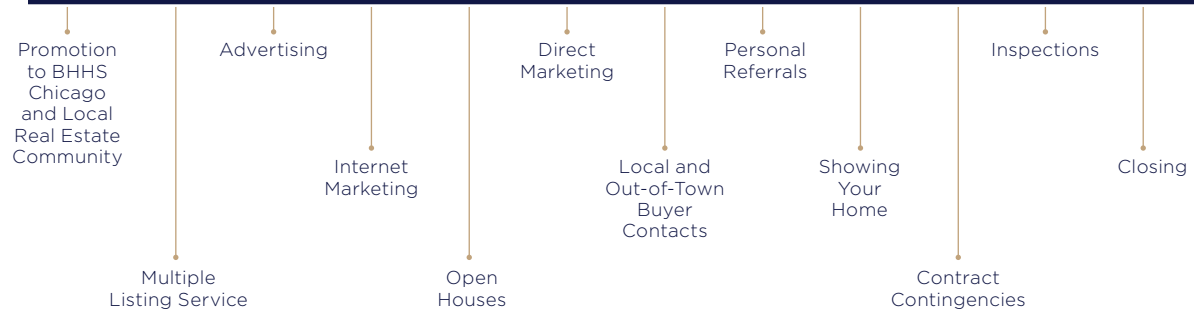 Promotion
to BHHS
Chicago
and Local
Real Estate
Community
Multiple
Listing Service
Advertising
Internet
Marketing
Open
Houses
Direct
Marketing
Local and
Out-of-Town
Buyer
Contacts
Personal
Referrals
Showing
Your
Home
Contract
Contingencies
Inspections
Closing